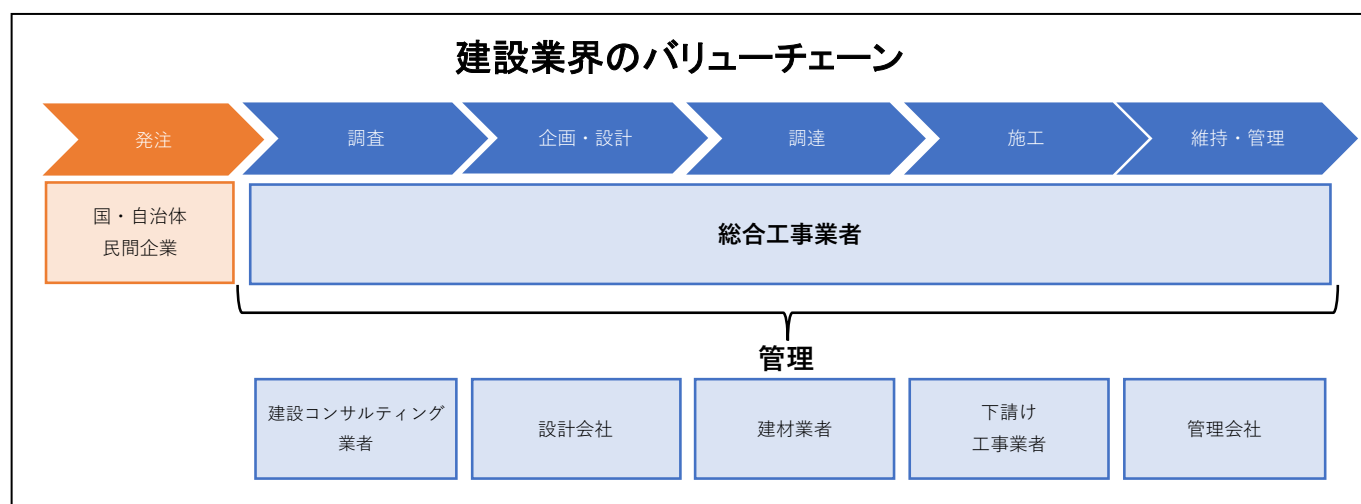 建設業界のバリューチェーン
発注
調査
企画・設計
調達
施工
維持・管理
国・自治体
民間企業
総合工事業者
管理
建設コンサルティング
業者
設計会社
建材業者
下請け
工事業者
管理会社